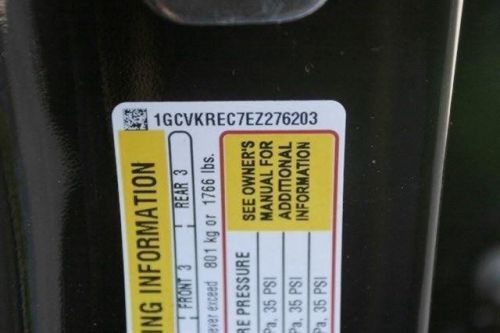 1GCVKREC7EZ276203
ING INFORMATION
FRONT 3 REAR 3
ever exceed 801 kg or 1766 lbs.
SEE OWNER'S
MANUAL FOR
ADDITIONAL
INFORMATION
RE PRESSURE
Pa, 35 PSI
Pa, 35 PSI
Pa, 35 PSI